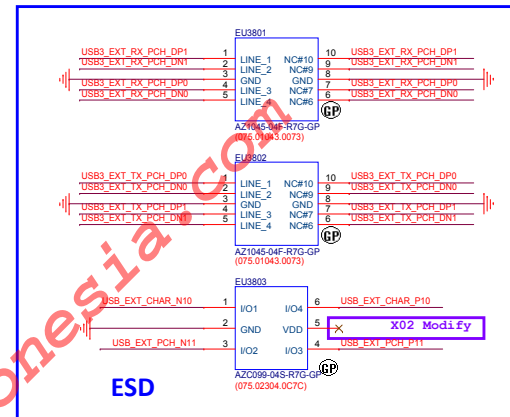 EU3801
USB3_EXT_RX_PCH_DP1 1 LINE_1 NC#10 10 USB3_EXT_RX_PCH_DP1
USB3_EXT_RX_PCH_DN1 2 LINE_2 NC#9 9 USB3_EXT_RX_PCH_DN1
3 GND GND 8
USB3_EXT_RX_PCH_DP0 4 LINE_3 NC#7 7 USB3_EXT_RX_PCH_DP0
USB3_EXT_RX_PCH_DN0 5 LINE_4 NC#6 6 USB3_EXT_RX_PCH_DN0
GP
AZ1045-04F-R7G-GP
(075.01043.0073)
EU3802
USB3_EXT_TX_PCH_DP0 1 LINE_1 NC#10 10 USB3_EXT_TX_PCH_DP0
USB3_EXT_TX_PCH_DN0 2 LINE_2 NC#9 9 USB3_EXT_TX_PCH_DN0
3 GND GND 8
USB3_EXT_TX_PCH_DP1 4 LINE_3 NC#7 7 USB3_EXT_TX_PCH_DP1
USB3_EXT_TX_PCH_DN1 5 LINE_4 NC#6 6 USB3_EXT_TX_PCH_DN1
GP
AZ1045-04F-R7G-GP
(075.01043.0073)
EU3803
USB_EXT_CHAR_N10 1 I/O1 I/O4 6 USB_EXT_CHAR_P10
2 GND VDD 5 X02 Modify
USB_EXT_PCH_N11 3 I/O2 I/O3 4 USB_EXT_PCH_P11
GP
AZC099-04S-R7G-GP
(075.02304.0C7C)
ESD
onesia.com